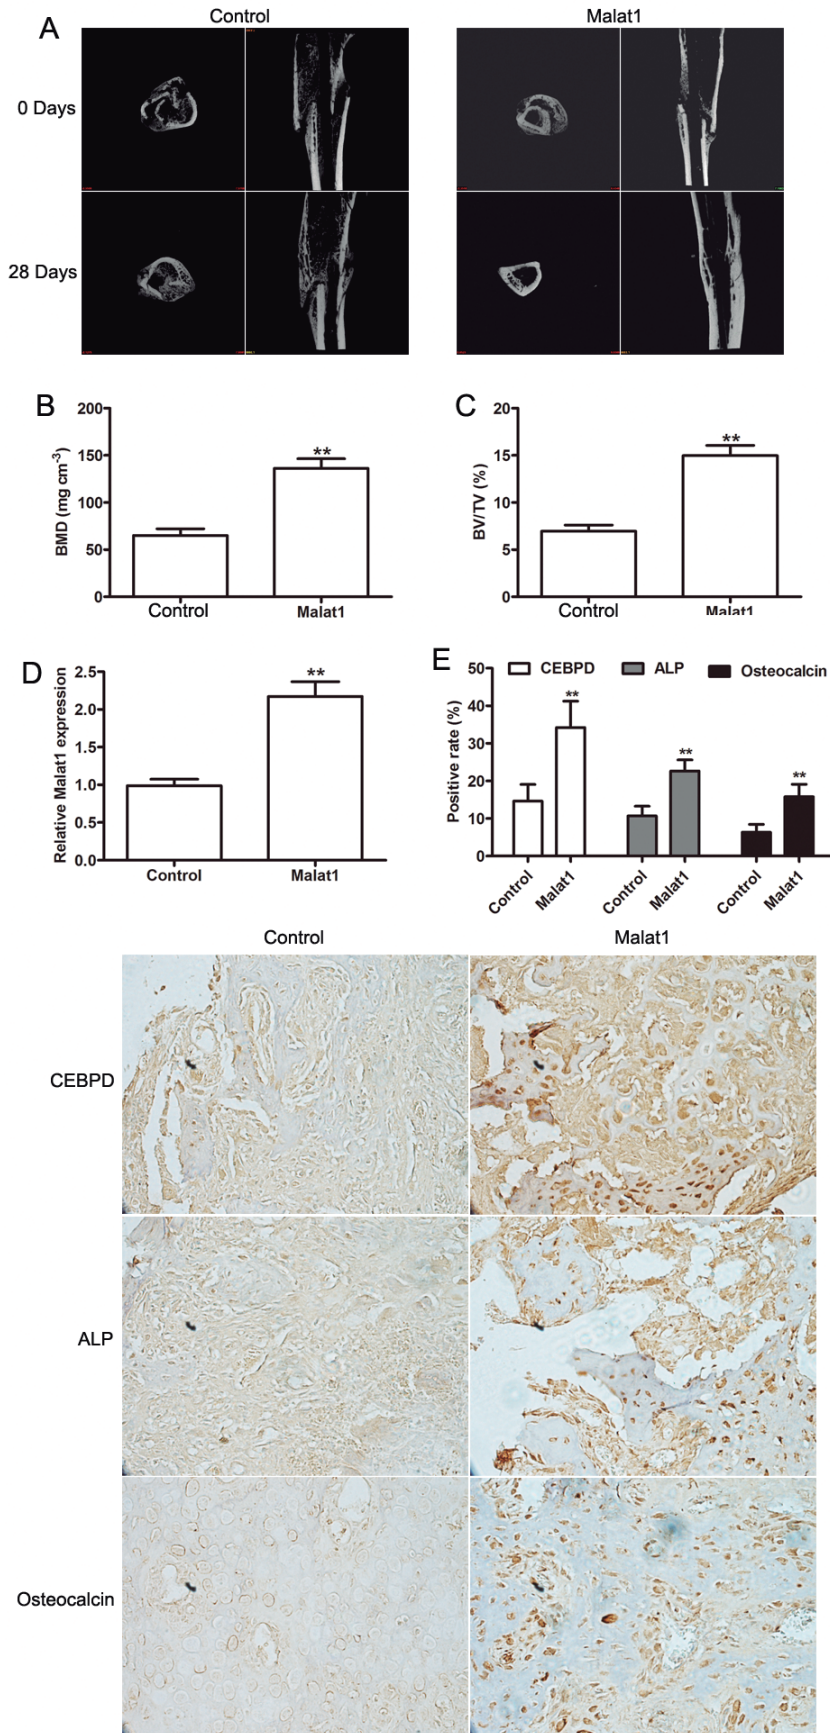 A
Control
Malat1
0 Days
28 Days
B
200
150
100
50
0
BMD (mg cm-3)
**
Control
Malat1
C
20
15
10
5
0
BV/TV (%)
**
Control
Malat1
D
2.5
2.0
1.5
1.0
0.5
0.0
Relative Malat1 expression
**
Control
Malat1
E
50
40
30
20
10
0
Positive rate (%)
CEBPD
ALP
Osteocalcin
**
**
**
Control
Malat1
Control
Malat1
Control
Malat1
Control
Malat1
CEBPD
ALP
Osteocalcin